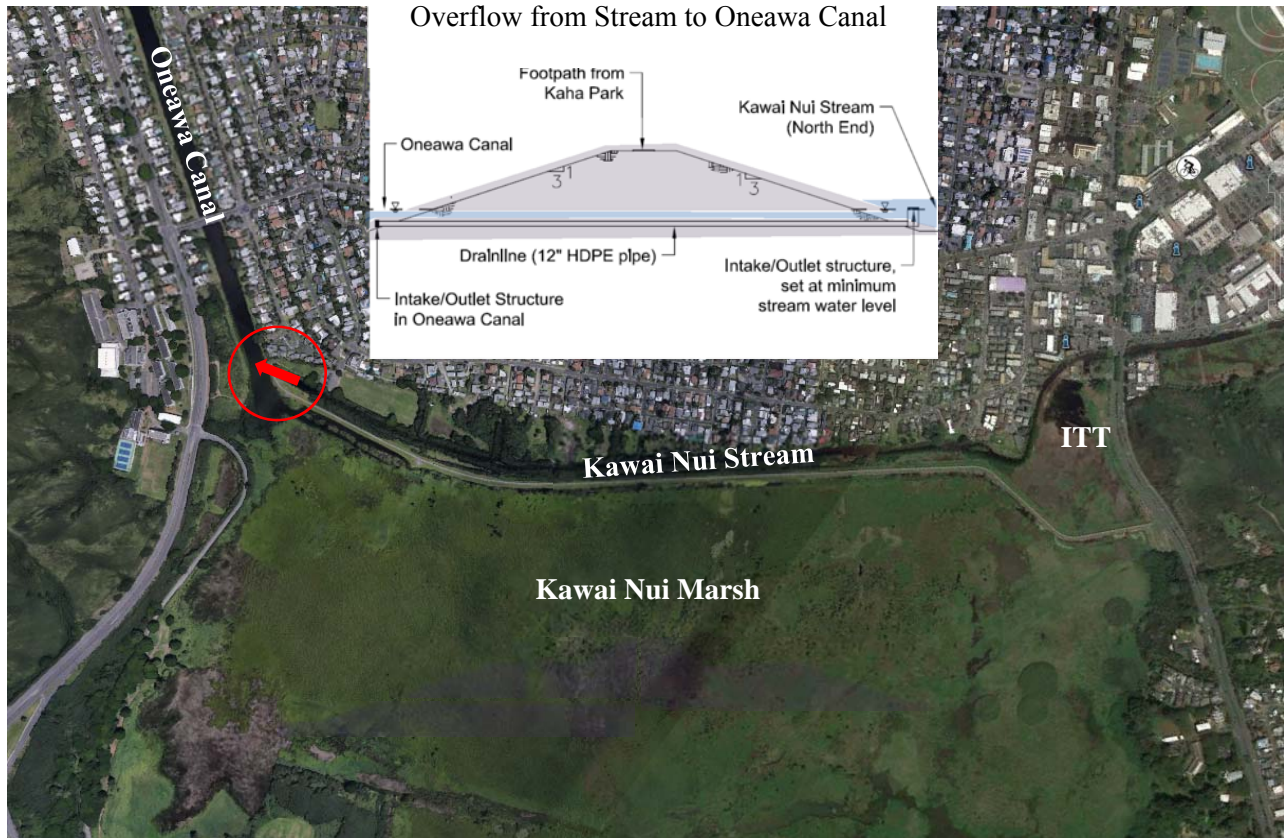 Overflow from Stream to Oneawa Canal
Footpath from
Kaha Park
Kawai Nui Stream
(North End)
Oneawa Canal
3
1
1
3
Drainline (12" HDPE pipe)
Intake/Outlet Structure
in Oneawa Canal
Intake/Outlet structure,
set at minimum
stream water level
Oneawa Canal
Kawai Nui Stream
ITT
Kawai Nui Marsh